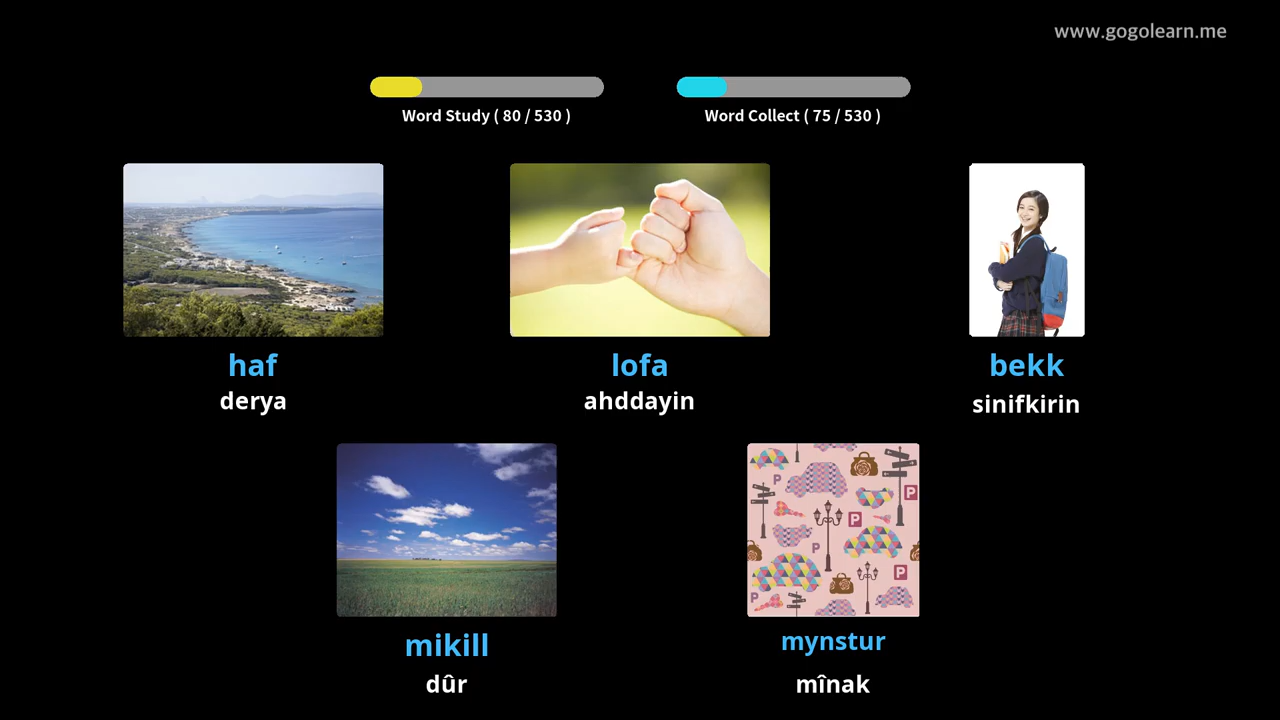 www.gogolearn.me
Word Study ( 80 / 530 )
Word Collect ( 75 / 530 )
haf
derya
lofa
ahddayin
bekk
sinifkirin
mikill
dûr
mynstur
mînak
P
P
P
P
P
P